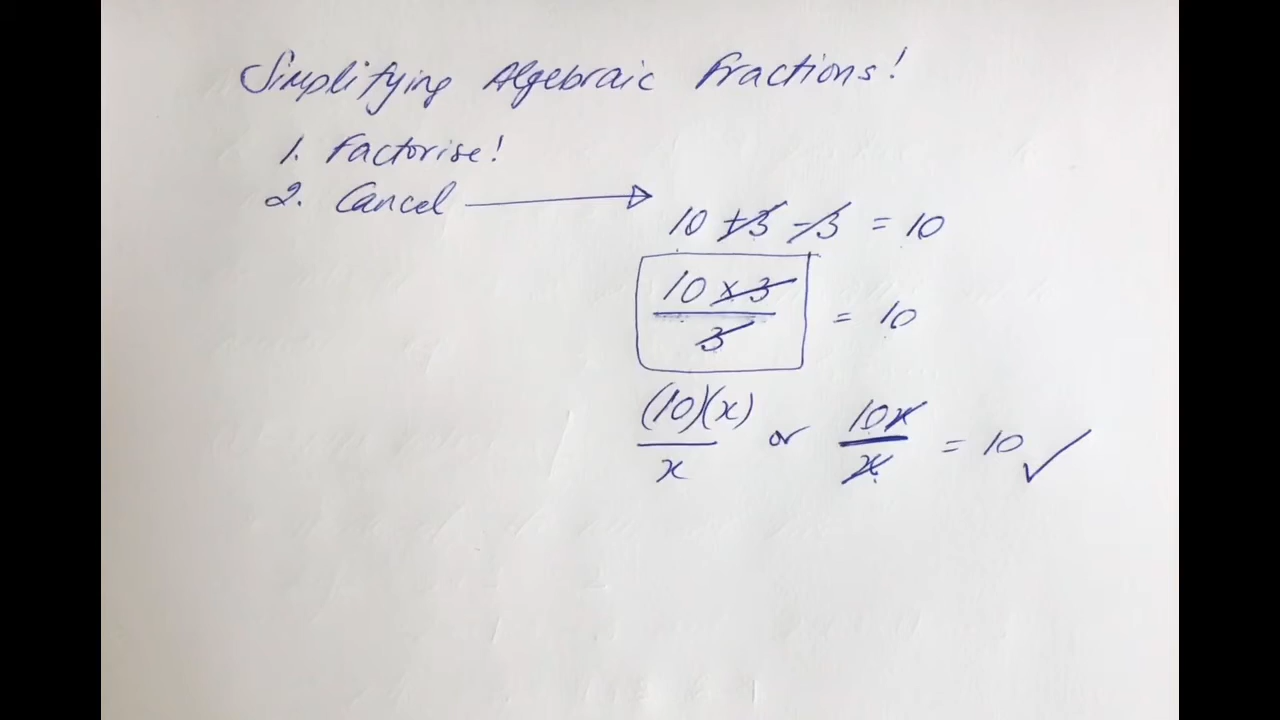 Simplifying Algebraic Fractions!
1. Factorise!
2. Cancel
10 + 3 - 3 = 10
10 x 3
3
= 10
(10)(x)
x
or
10x
x
= 10 ✓